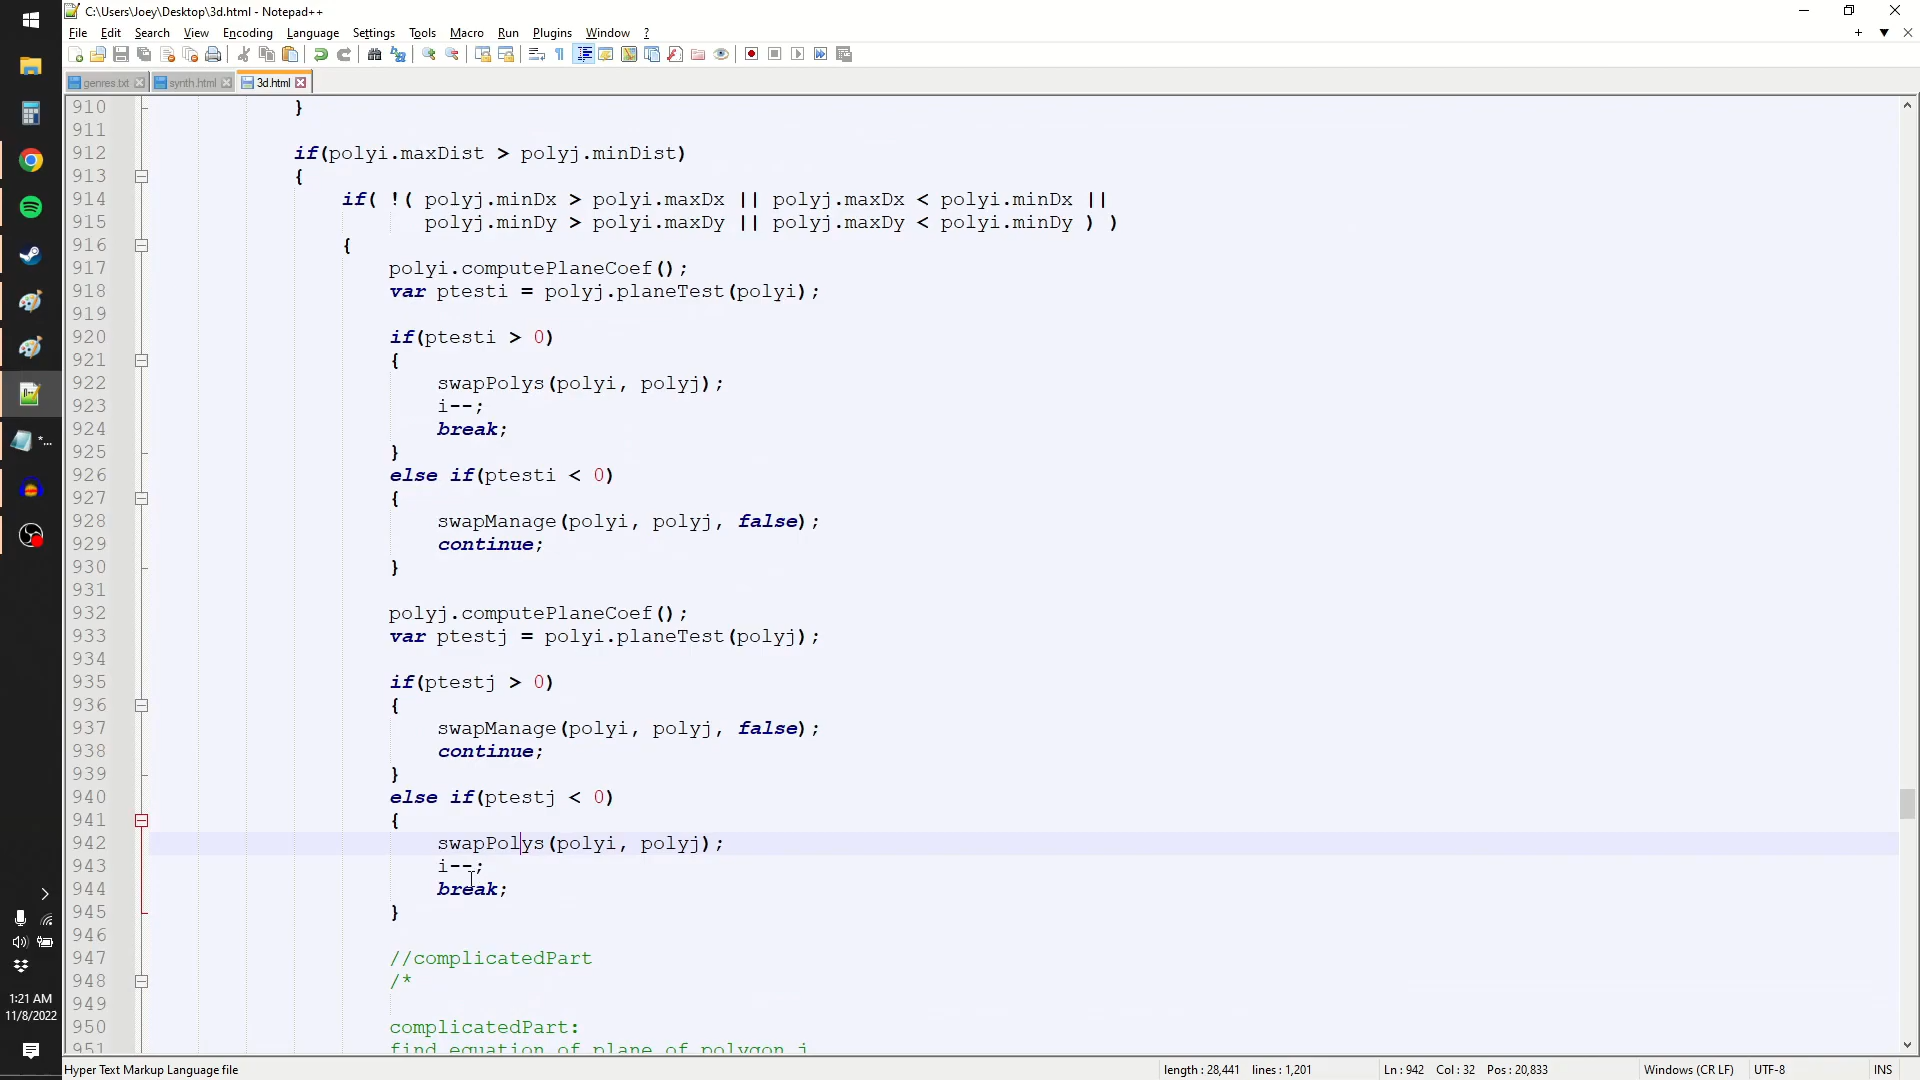 C:\Users\Joey\Desktop\3d.html - Notepad++
File Edit Search View Encoding Language Settings Tools Macro Run Plugins Window ?
genres.txt synth.html 3d.html
910 }
911
912 if(polyi.maxDist > polyj.minDist)
913 {
914 if( !( polyj.minDx > polyi.maxDx || polyj.maxDx < polyi.minDx ||
915 polyj.minDy > polyi.maxDy || polyj.maxDy < polyi.minDy ) )
916 {
917 polyi.computePlaneCoef();
918 var ptesti = polyj.planeTest(polyi);
919
920 if(ptesti > 0)
921 {
922 swapPolys(polyi, polyj);
923 i--;
924 break;
925 }
926 else if(ptesti < 0)
927 {
928 swapManage(polyi, polyj, false);
929 continue;
930 }
931
932 polyj.computePlaneCoef();
933 var ptestj = polyi.planeTest(polyj);
934
935 if(ptestj > 0)
936 {
937 swapManage(polyi, polyj, false);
938 continue;
939 }
940 else if(ptestj < 0)
941 {
942 swapPolys(polyi, polyj);
943 i--;
944 break;
945 }
946
947 //complicatedPart
948 /*
949
950 complicatedPart:
951 find equation of plane of polygon j
1:21 AM
11/8/2022
Hyper Text Markup Language file length : 28,441 lines : 1,201 Ln : 942 Col : 32 Pos : 20,833 Windows (CR LF) UTF-8 INS